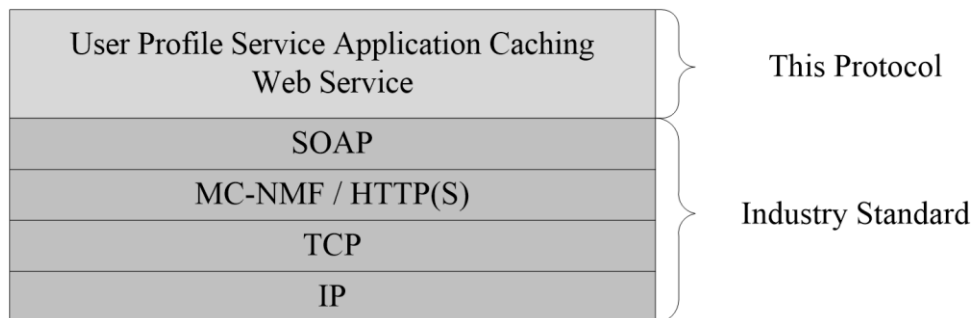 User Profile Service Application Caching
Web Service
This Protocol
SOAP
MC-NMF / HTTP(S)
TCP
IP
Industry Standard